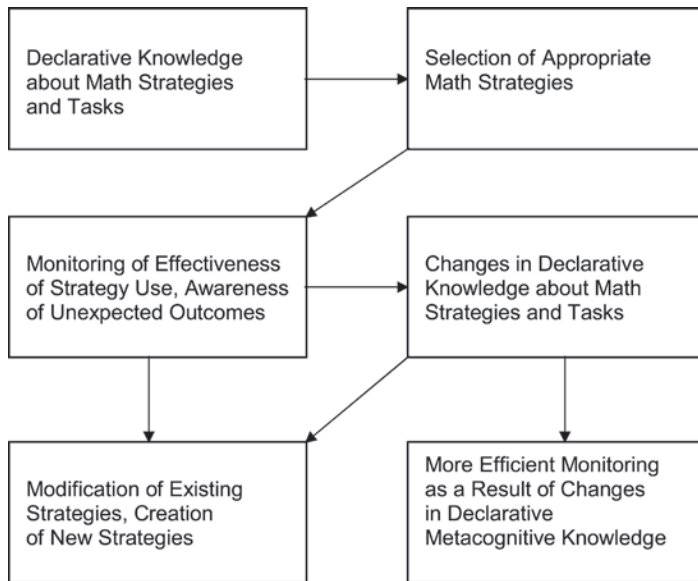 Declarative Knowledge
about Math Strategies
and Tasks
Selection of Appropriate
Math Strategies
Monitoring of Effectiveness
of Strategy Use, Awareness
of Unexpected Outcomes
Changes in Declarative
Knowledge about Math
Strategies and Tasks
Modification of Existing
Strategies, Creation
of New Strategies
More Efficient Monitoring
as a Result of Changes
in Declarative
Metacognitive Knowledge